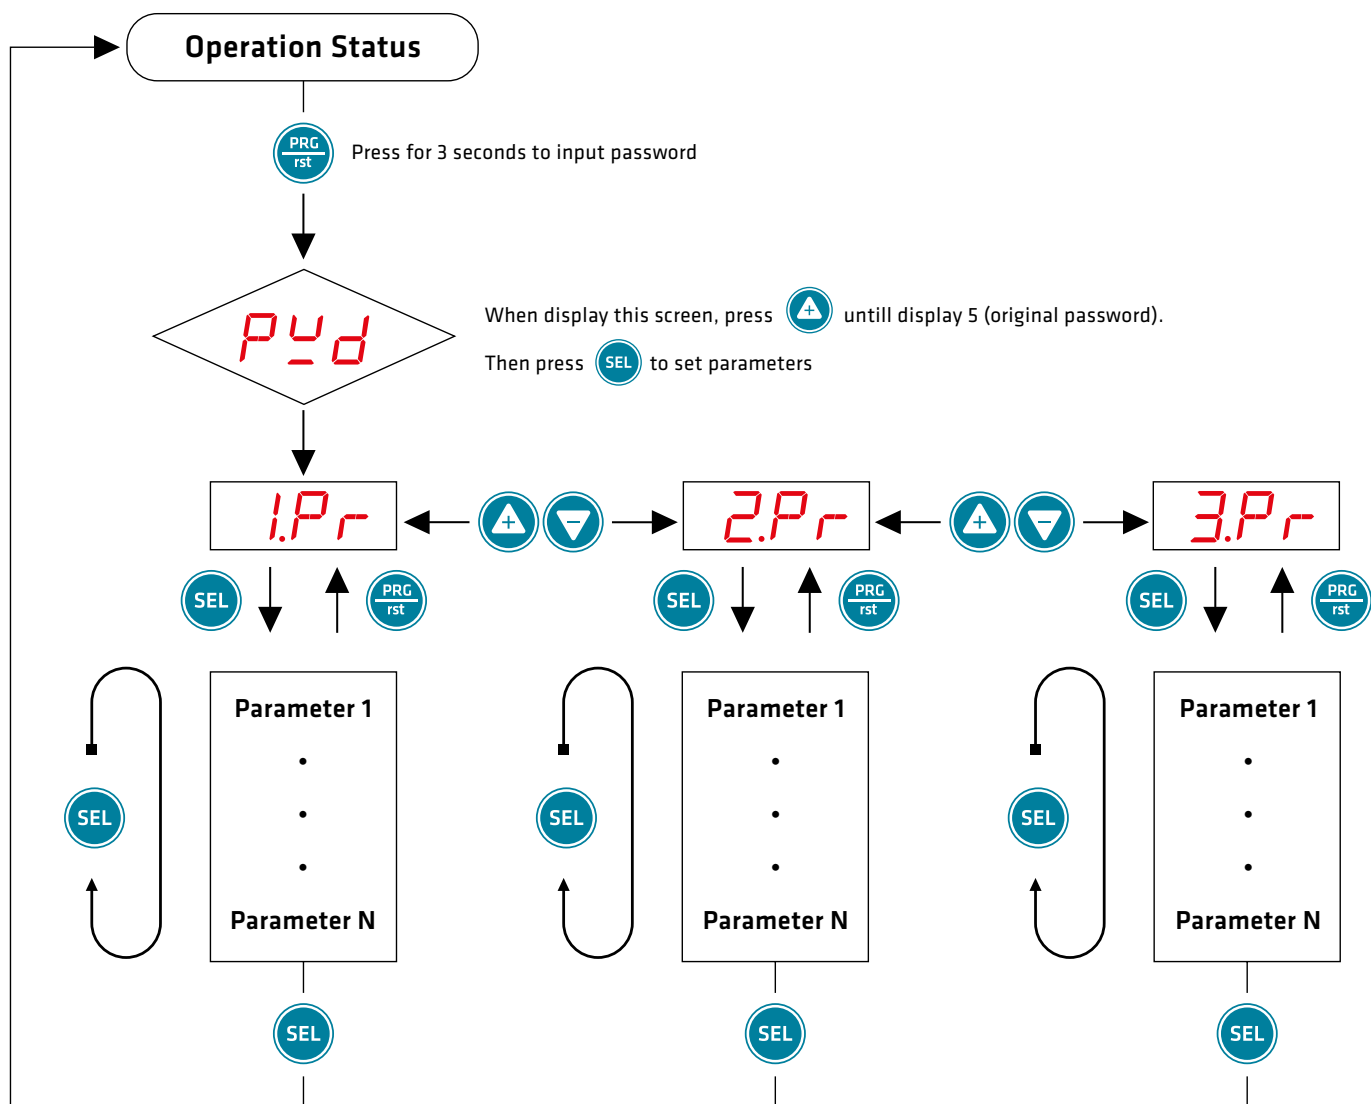 Operation Status
PRG
rst
Press for 3 seconds to input password
When display this screen, press + untill display 5 (original password).
Then press SEL to set parameters
1.Pr + − 2.Pr + − 3.Pr
SEL PRG SEL PRG SEL PRG
rst rst rst
Parameter 1 Parameter 1 Parameter 1
SEL SEL SEL
Parameter N Parameter N Parameter N
SEL SEL SEL